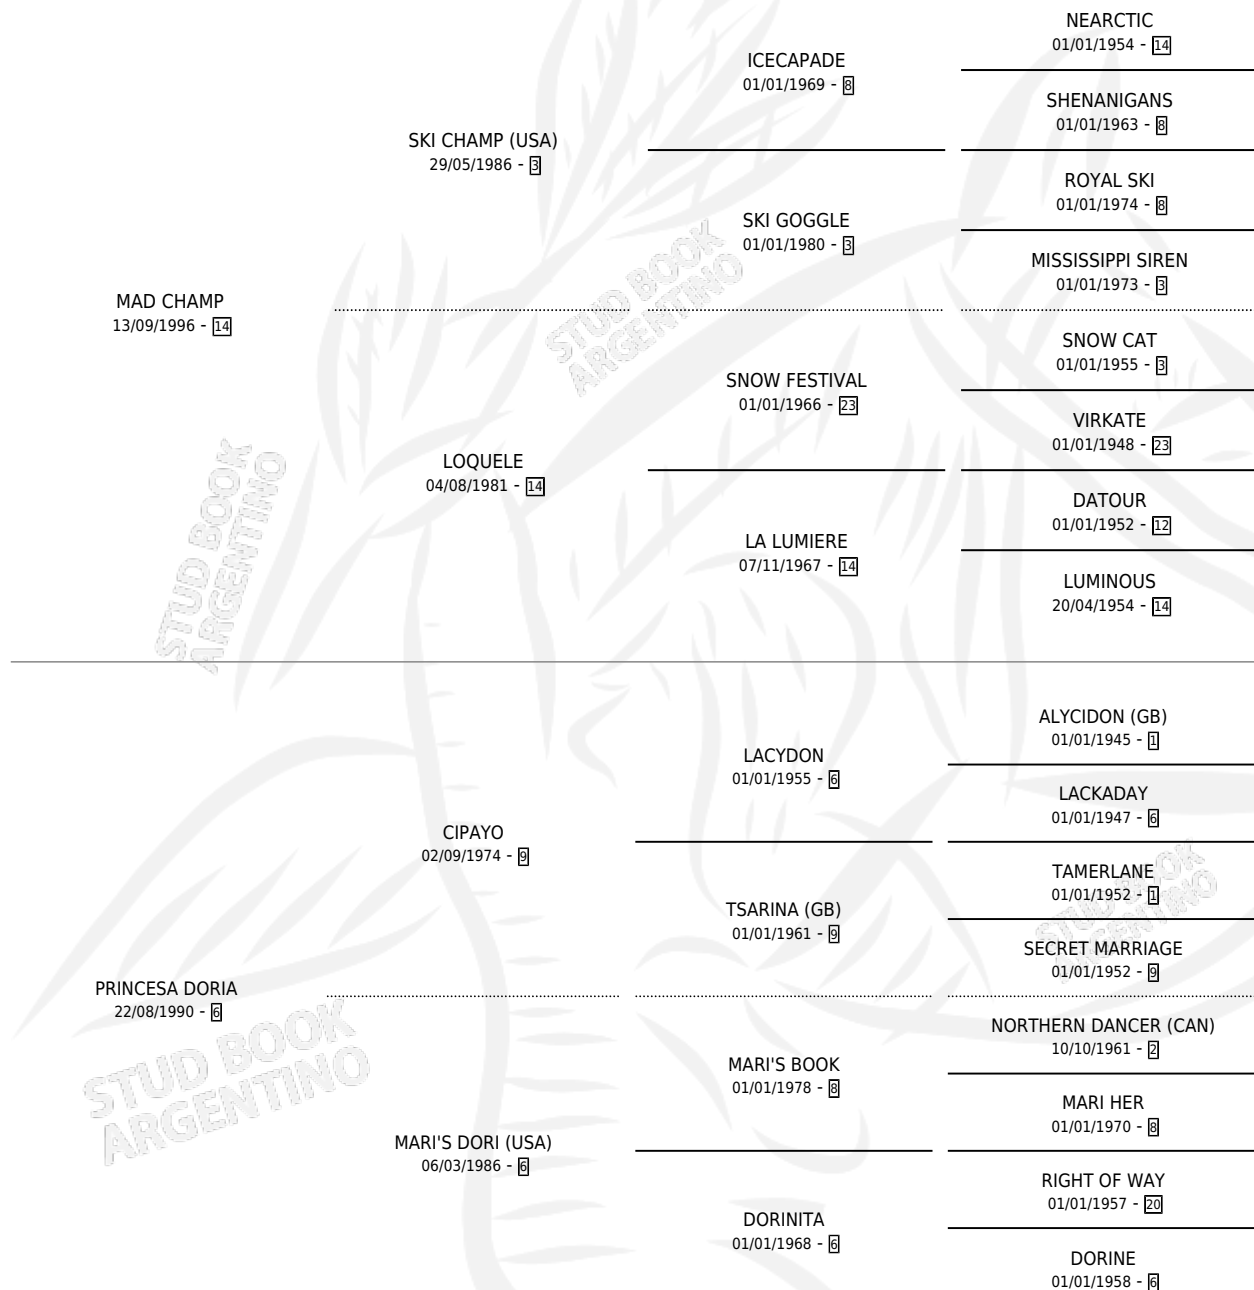 NEARCTIC
01/01/1954 - 14
ICECAPADE
01/01/1969 - 8
SHENANIGANS
01/01/1963 - 8
SKI CHAMP (USA)
29/05/1986 - 3
ROYAL SKI
01/01/1974 - 8
SKI GOGGLE
01/01/1980 - 3
MISSISSIPPI SIREN
01/01/1973 - 3
MAD CHAMP
13/09/1996 - 14
SNOW CAT
01/01/1955 - 3
SNOW FESTIVAL
01/01/1966 - 23
VIRKATE
01/01/1948 - 23
LOQUELE
04/08/1981 - 14
DATOUR
01/01/1952 - 12
LA LUMIERE
07/11/1967 - 14
LUMINOUS
20/04/1954 - 14
ALYCIDON (GB)
01/01/1945 - 1
LACYDON
01/01/1955 - 6
LACKADAY
01/01/1947 - 6
CIPAYO
02/09/1974 - 9
TAMERLANE
01/01/1952 - 1
TSARINA (GB)
01/01/1961 - 9
SECRET MARRIAGE
01/01/1952 - 9
PRINCESA DORIA
22/08/1990 - 6
NORTHERN DANCER (CAN)
10/10/1961 - 2
MARI'S BOOK
01/01/1978 - 8
MARI HER
01/01/1970 - 8
MARI'S DORI (USA)
06/03/1986 - 6
RIGHT OF WAY
01/01/1957 - 20
DORINITA
01/01/1968 - 6
DORINE
01/01/1958 - 6
STUD BOOK
ARGENTINO
STUD BOOK
ARGENTINO
STUD BOOK
ARGENTINO
STUD BOOK
ARGENTINO